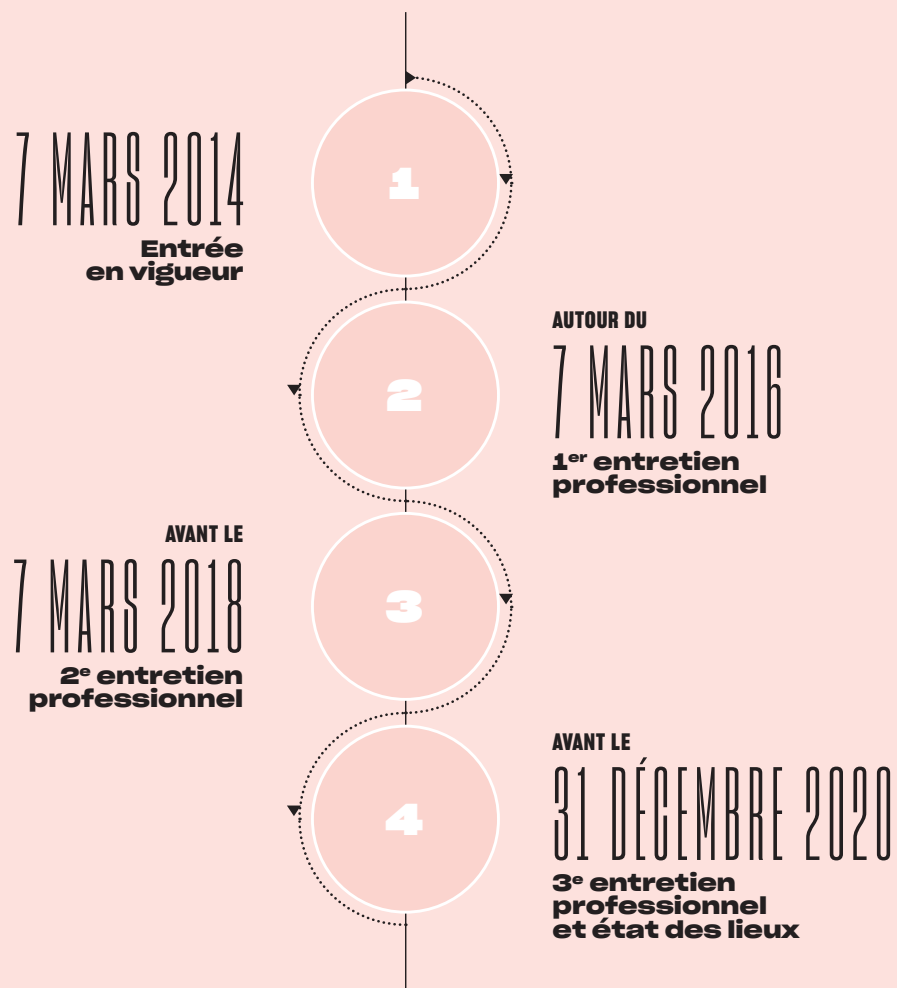 1
7 MARS 2014
Entrée
en vigueur
2
AUTOUR DU
7 MARS 2016
1er entretien
professionnel
3
AVANT LE
7 MARS 2018
2e entretien
professionnel
4
AVANT LE
31 DÉCEMBRE 2020
3e entretien
professionnel
et état des lieux